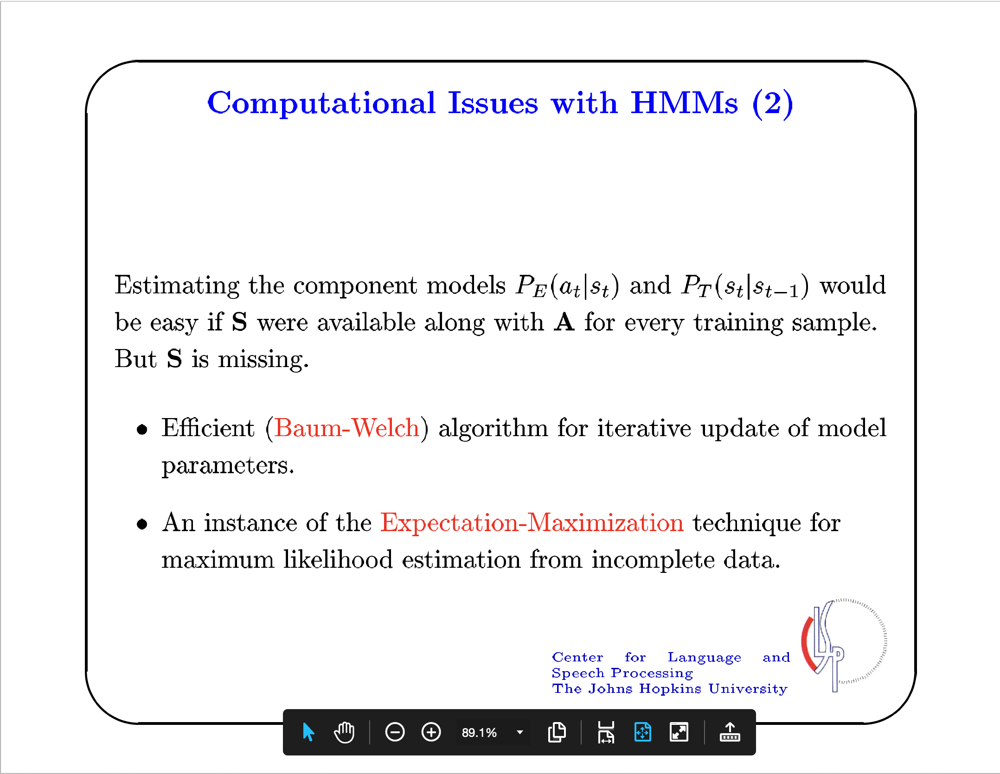 Computational Issues with HMMs (2)
Estimating the component models P_E(a_t|s_t) and P_T(s_t|s_{t−1}) would
be easy if S were available along with A for every training sample.
But S is missing.
• Efficient (Baum-Welch) algorithm for iterative update of model
parameters.
• An instance of the Expectation-Maximization technique for
maximum likelihood estimation from incomplete data.
Center for Language and
Speech Processing
The Johns Hopkins University
LSP
89.1%